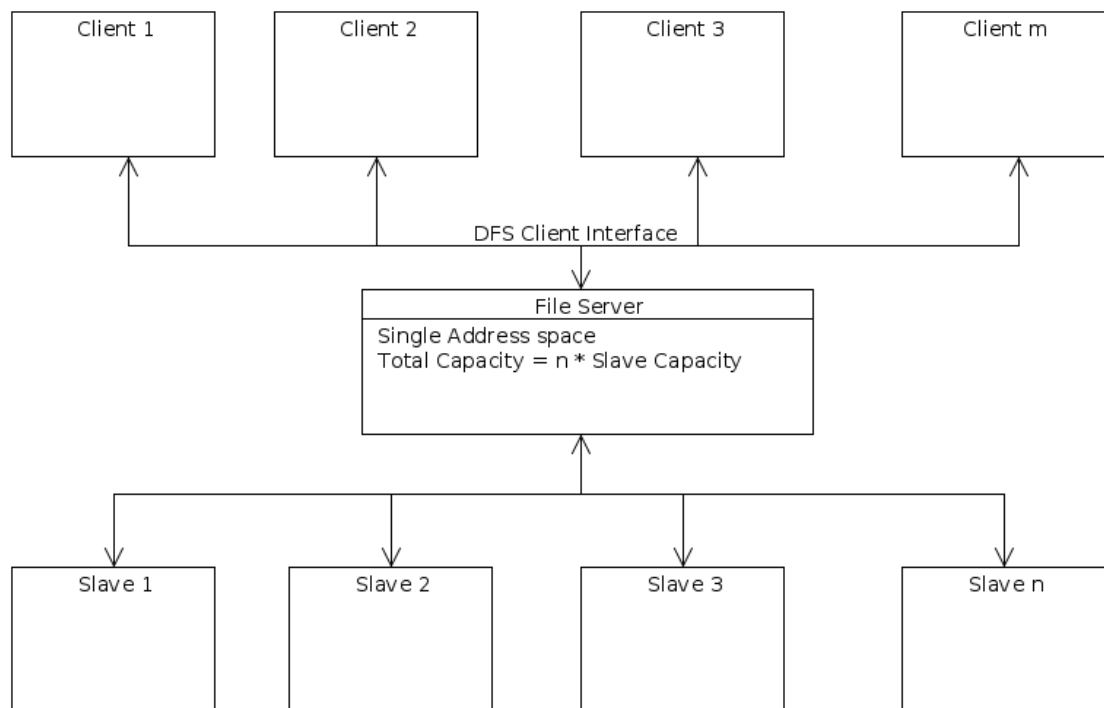 Client 1
Client 2
Client 3
Client m
DFS Client Interface
File Server
Single Address space
Total Capacity = n * Slave Capacity
Slave 1
Slave 2
Slave 3
Slave n